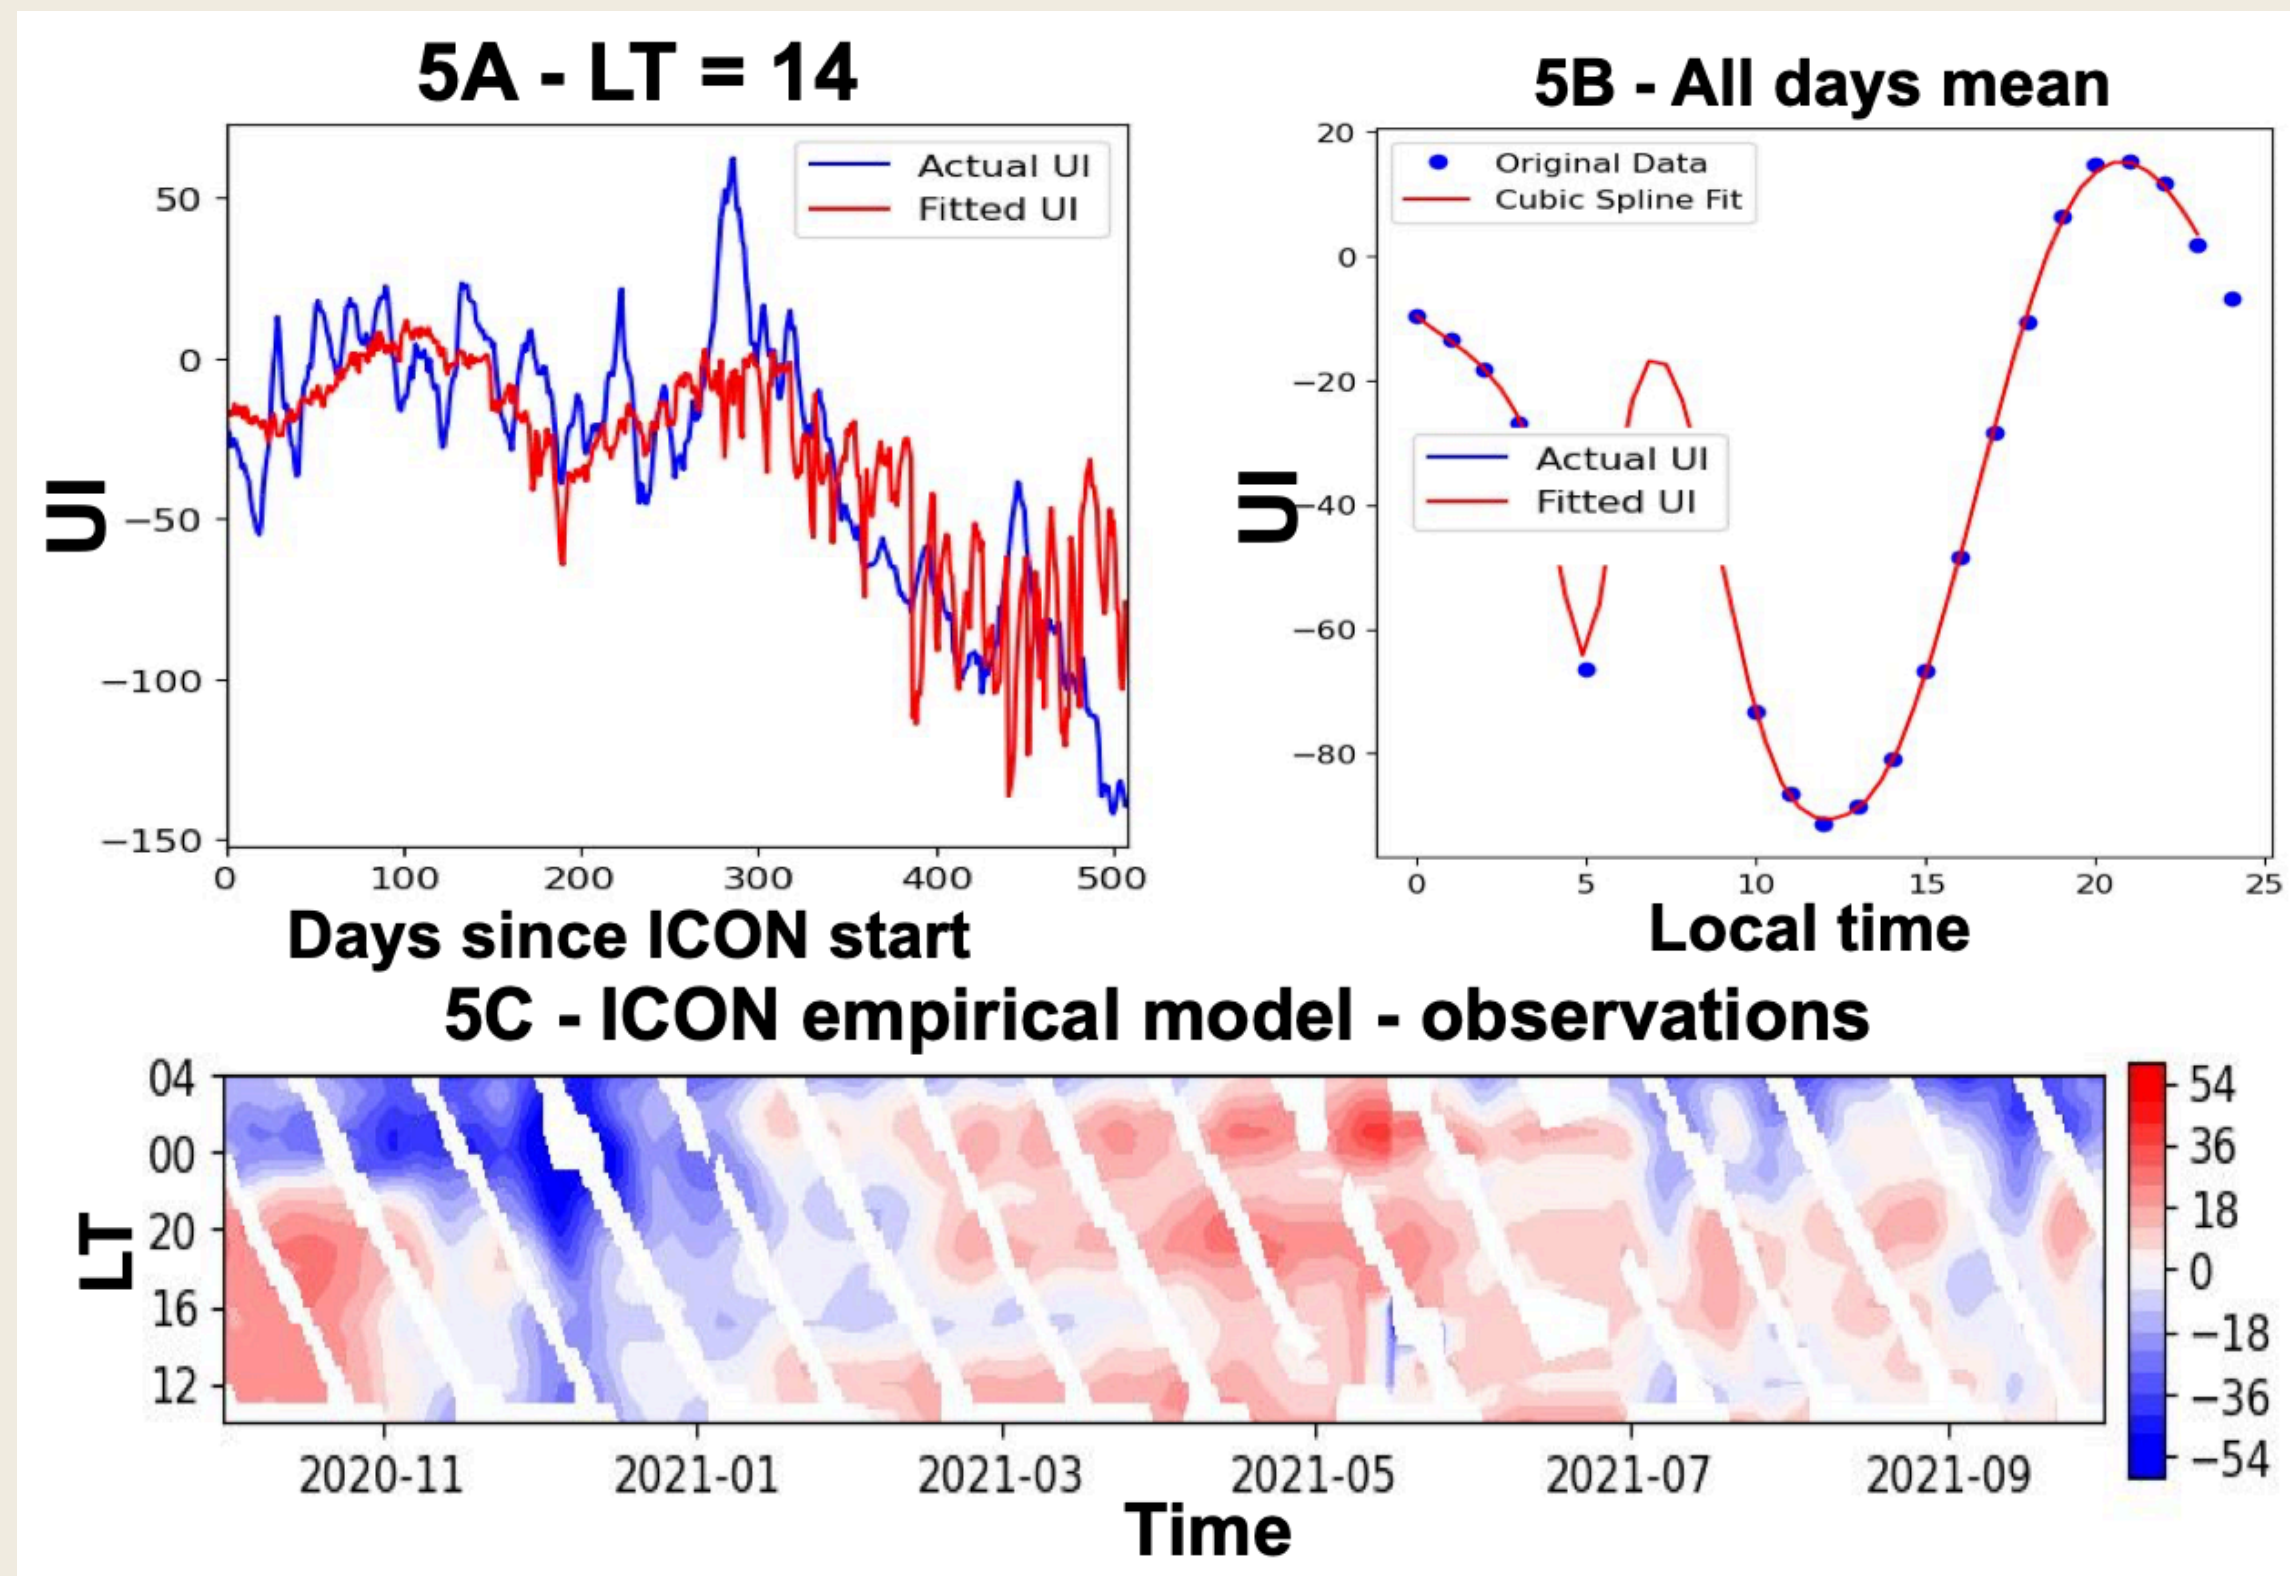 5A - LT = 14
Actual UI
Fitted UI
50
0
−50
−100
−150
UI
0 100 200 300 400 500
Days since ICON start
5B - All days mean
Original Data
Cubic Spline Fit
Actual UI
Fitted UI
20
0
−20
−40
−60
−80
UI
0 5 10 15 20 25
Local time
5C - ICON empirical model - observations
04
00
20
16
12
LT
54
36
18
0
−18
−36
−54
2020-11 2021-01 2021-03 2021-05 2021-07 2021-09
Time